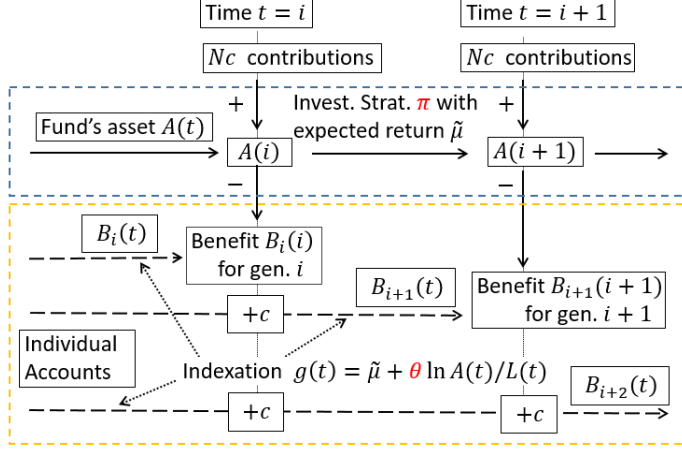 Time t = i
Time t = i + 1
Nc contributions
Nc contributions
+
Invest. Strat. π with
expected return μ̃
+
Fund's asset A(t)
A(i)
A(i + 1)
−
−
B_i(t)
Benefit B_i(i)
for gen. i
B_{i+1}(t)
Benefit B_{i+1}(i + 1)
for gen. i + 1
+c
Individual
Accounts
Indexation g(t) = μ̃ + θ ln A(t)/L(t)
B_{i+2}(t)
+c
+c